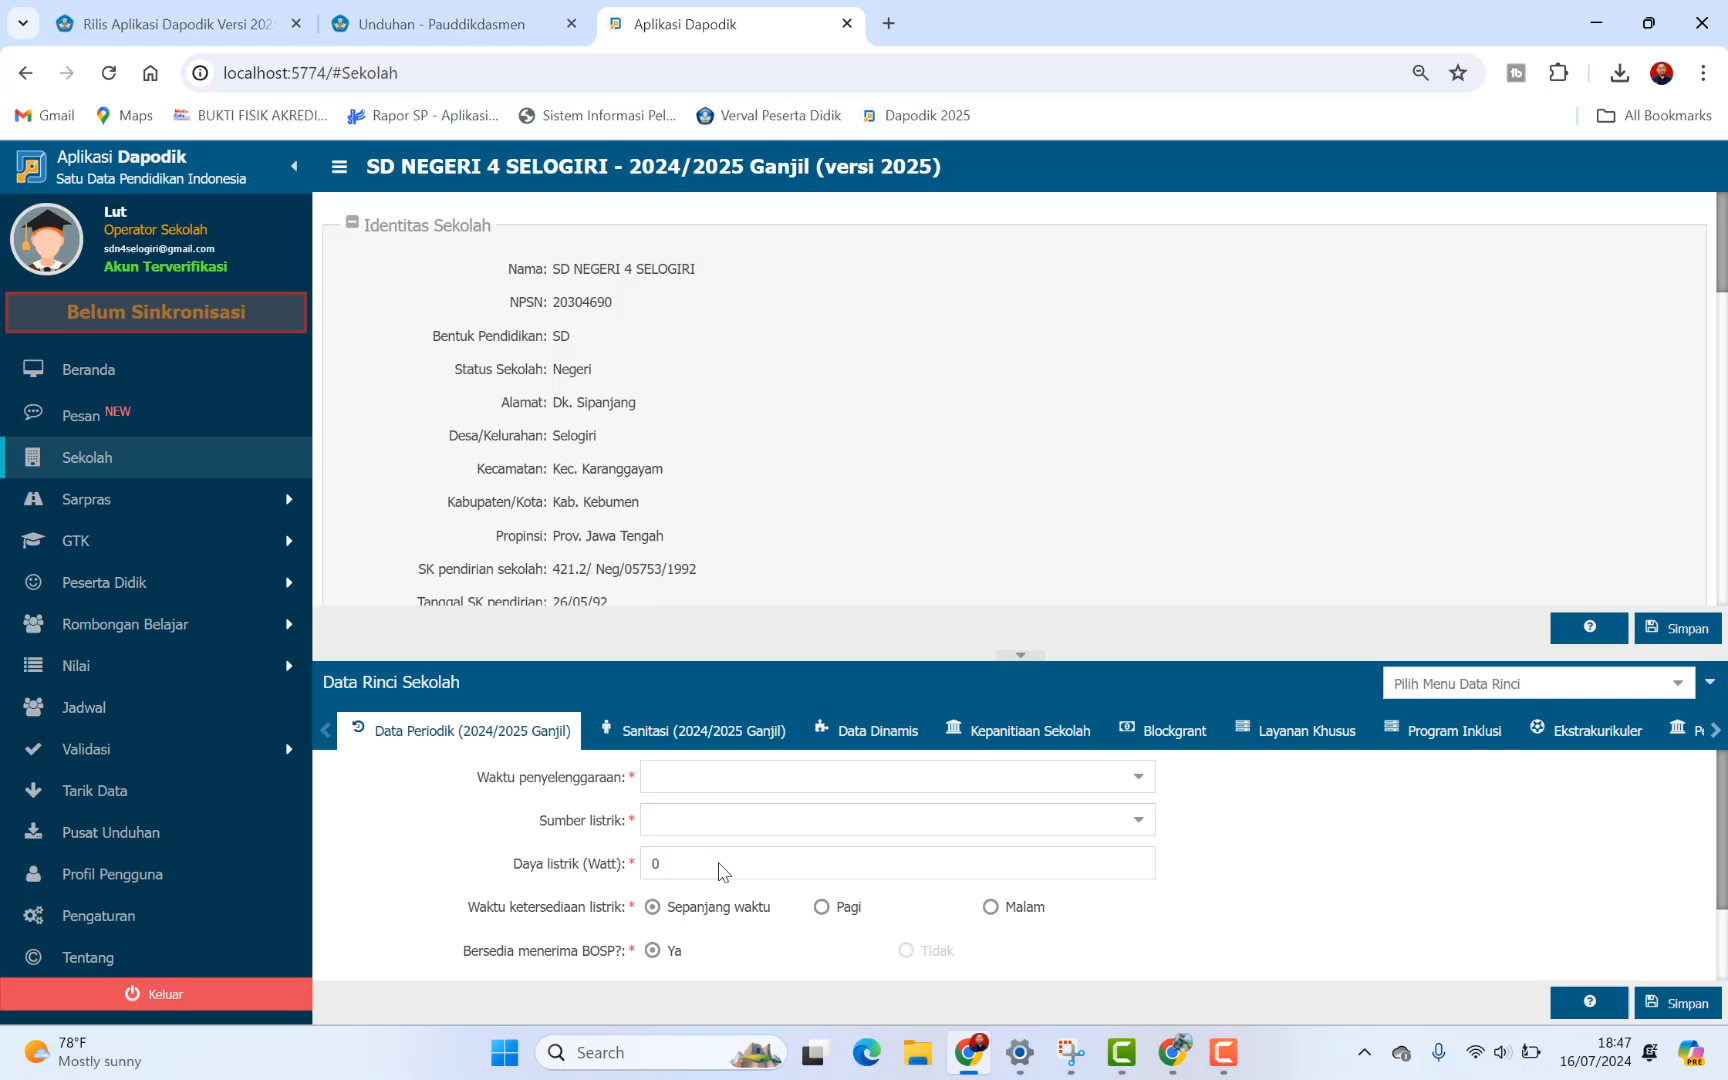 Rilis Aplikasi Dapodik Versi 202
Unduhan - Pauddikdasmen
Aplikasi Dapodik
localhost:5774/#Sekolah
Gmail
Maps
BUKTI FISIK AKREDI...
Rapor SP - Aplikasi...
Sistem Informasi Pel...
Verval Peserta Didik
Dapodik 2025
All Bookmarks
Aplikasi Dapodik
Satu Data Pendidikan Indonesia
SD NEGERI 4 SELOGIRI - 2024/2025 Ganjil (versi 2025)
Lut
Operator Sekolah
sdn4selogiri@gmail.com
Akun Terverifikasi
Belum Sinkronisasi
Beranda
Pesan NEW
Sekolah
Sarpras
GTK
Peserta Didik
Rombongan Belajar
Nilai
Jadwal
Validasi
Tarik Data
Pusat Unduhan
Profil Pengguna
Pengaturan
Tentang
Keluar
Identitas Sekolah
Nama: SD NEGERI 4 SELOGIRI
NPSN: 20304690
Bentuk Pendidikan: SD
Status Sekolah: Negeri
Alamat: Dk. Sipanjang
Desa/Kelurahan: Selogiri
Kecamatan: Kec. Karanggayam
Kabupaten/Kota: Kab. Kebumen
Propinsi: Prov. Jawa Tengah
SK pendirian sekolah: 421.2/ Neg/05753/1992
Tanggal SK pendirian: 26/05/92
Simpan
Data Rinci Sekolah
Pilih Menu Data Rinci
Data Periodik (2024/2025 Ganjil)
Sanitasi (2024/2025 Ganjil)
Data Dinamis
Kepanitiaan Sekolah
Blockgrant
Layanan Khusus
Program Inklusi
Ekstrakurikuler
Waktu penyelenggaraan: *
Sumber listrik: *
Daya listrik (Watt): * 0
Waktu ketersediaan listrik: * Sepanjang waktu Pagi Malam
Bersedia menerima BOSP?: * Ya Tidak
Simpan
78°F
Mostly sunny
Search
18:47
16/07/2024
PRE